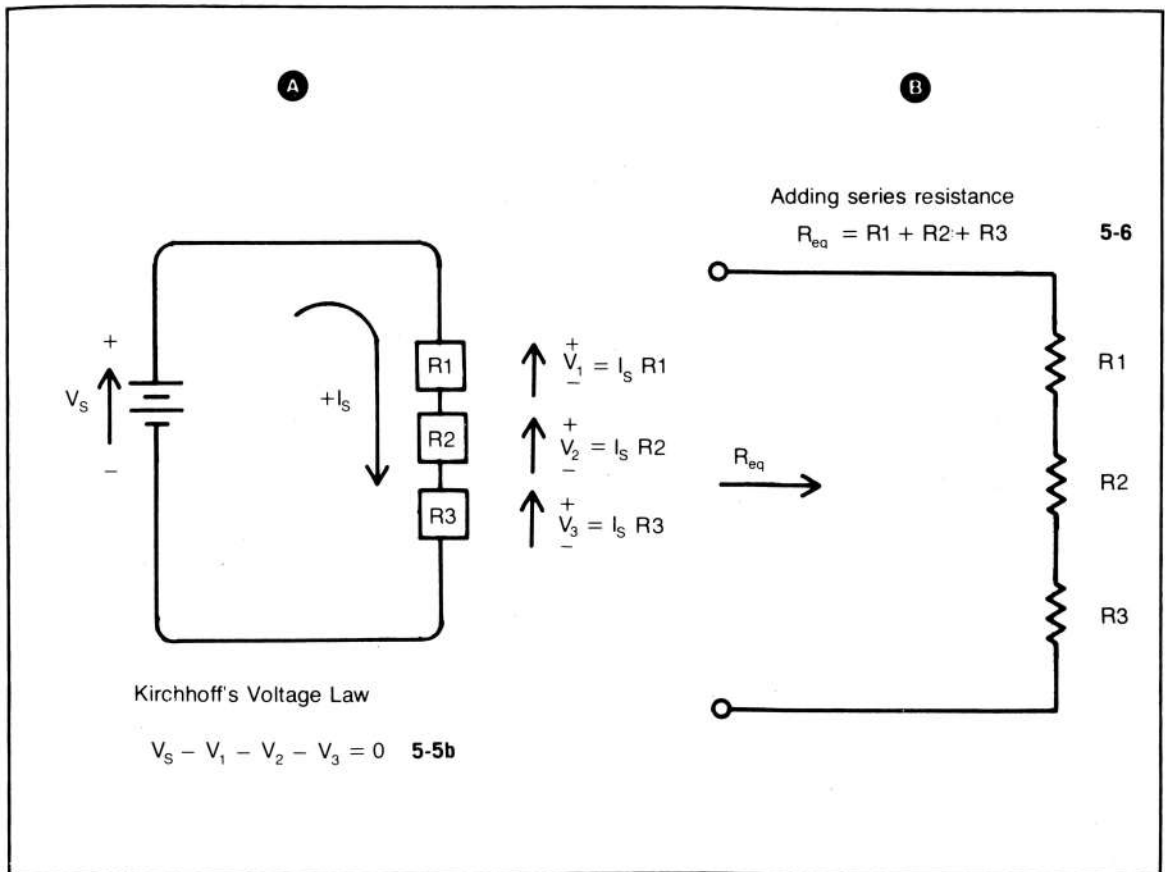 A
Kirchhoff's Voltage Law
V_S − V_1 − V_2 − V_3 = 0 5-5b
+
V_S
−
+I_S
R1
R2
R3
+
V_1 = I_S R1
−
+
V_2 = I_S R2
−
+
V_3 = I_S R3
−
B
Adding series resistance
R_eq = R1 + R2 + R3 5-6
R_eq
R1
R2
R3